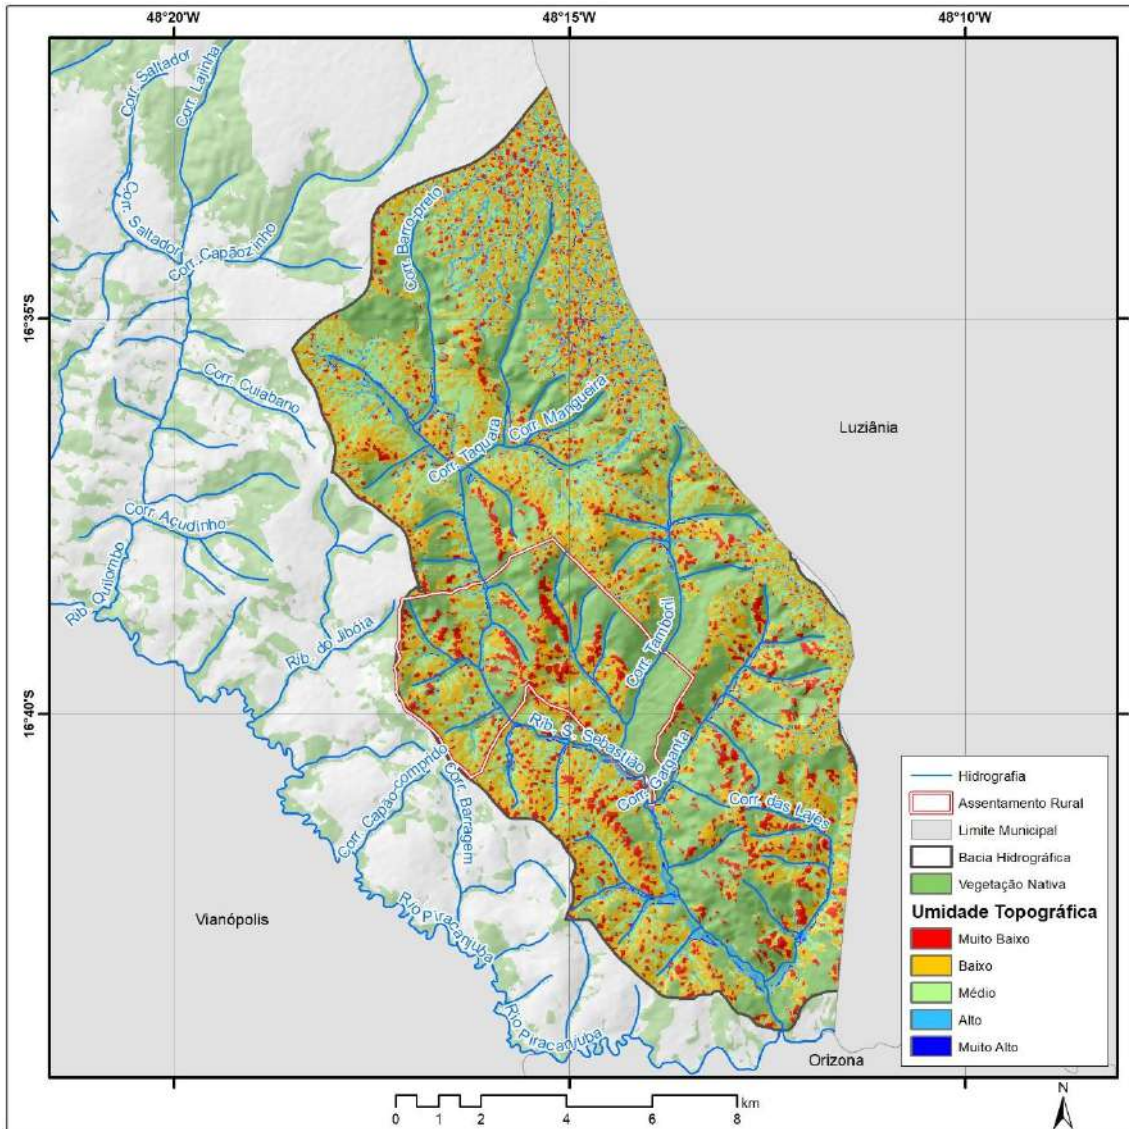 48°20'W
48°15'W
48°10'W
Corr. Saltador
Corr. Lajinha
Corr. Saltador
Corr. Capãozinho
Corr. Barro-preto
16°35'S
Corr. Cuiabano
Corr. Mangueira
Corr. Taquara
Luziânia
Corr. Açudinho
Rib. Quilombo
Rib. do Jibóia
Corr. Tamboril
16°40'S
Rib. S. Sebastião
Corr. Garganta
Corr. Capão-comprido
Corr. Barragem
Corr. das Lajes
Vianópolis
Rio Piracanjuba
Rio Piracanjuba
Orizona
Hidrografia
Assentamento Rural
Limite Municipal
Bacia Hidrográfica
Vegetação Nativa
Umidade Topográfica
Muito Baixo
Baixo
Médio
Alto
Muito Alto
km
0 1 2 4 6 8
N